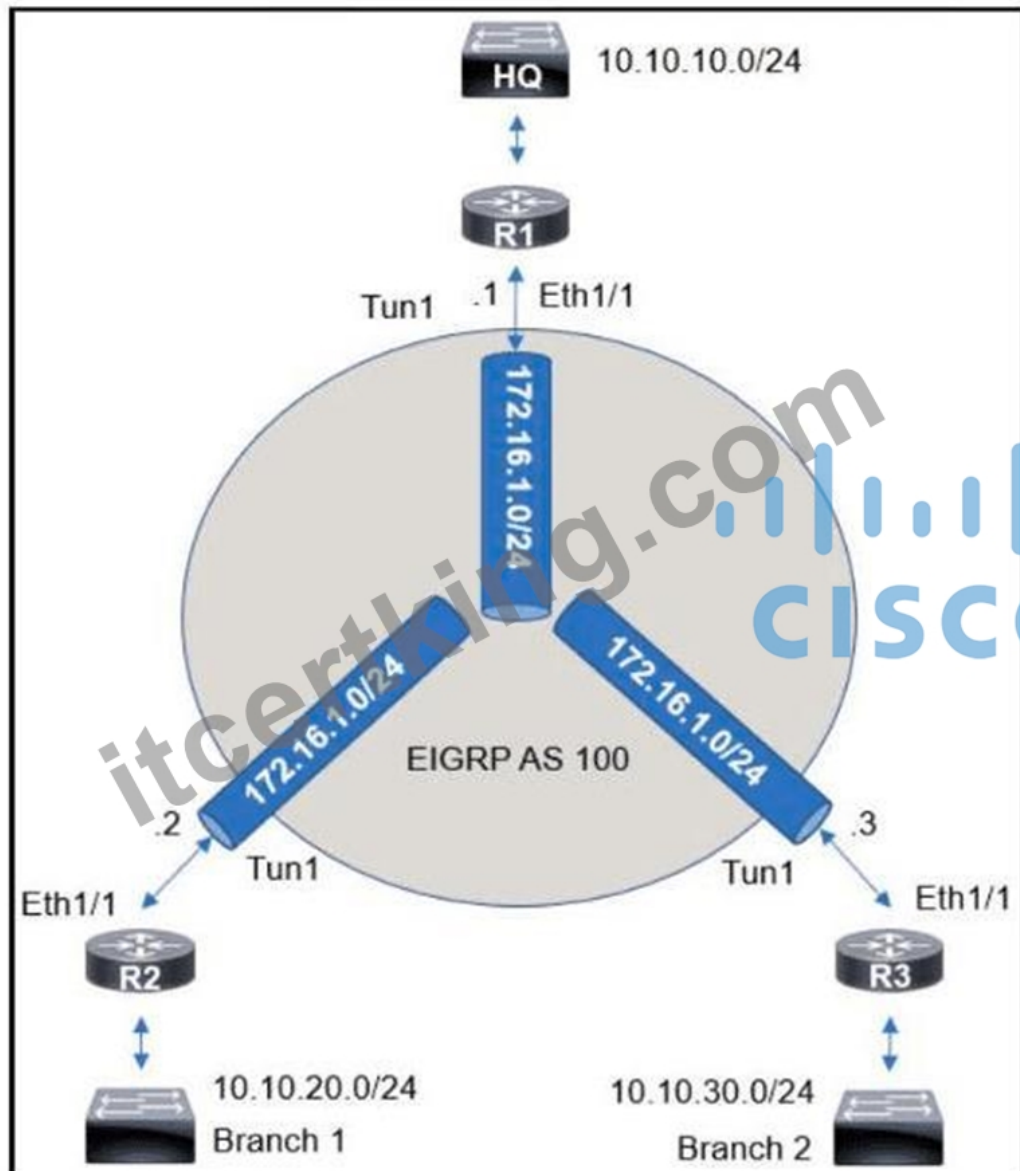 HQ
10.10.10.0/24
R1
Tun1
.1
Eth1/1
172.16.1.0/24
itcertking.com
CISCO
172.16.1.0/24
172.16.1.0/24
EIGRP AS 100
.2
Tun1
Tun1
.3
Eth1/1
Eth1/1
R2
R3
10.10.20.0/24
Branch 1
10.10.30.0/24
Branch 2